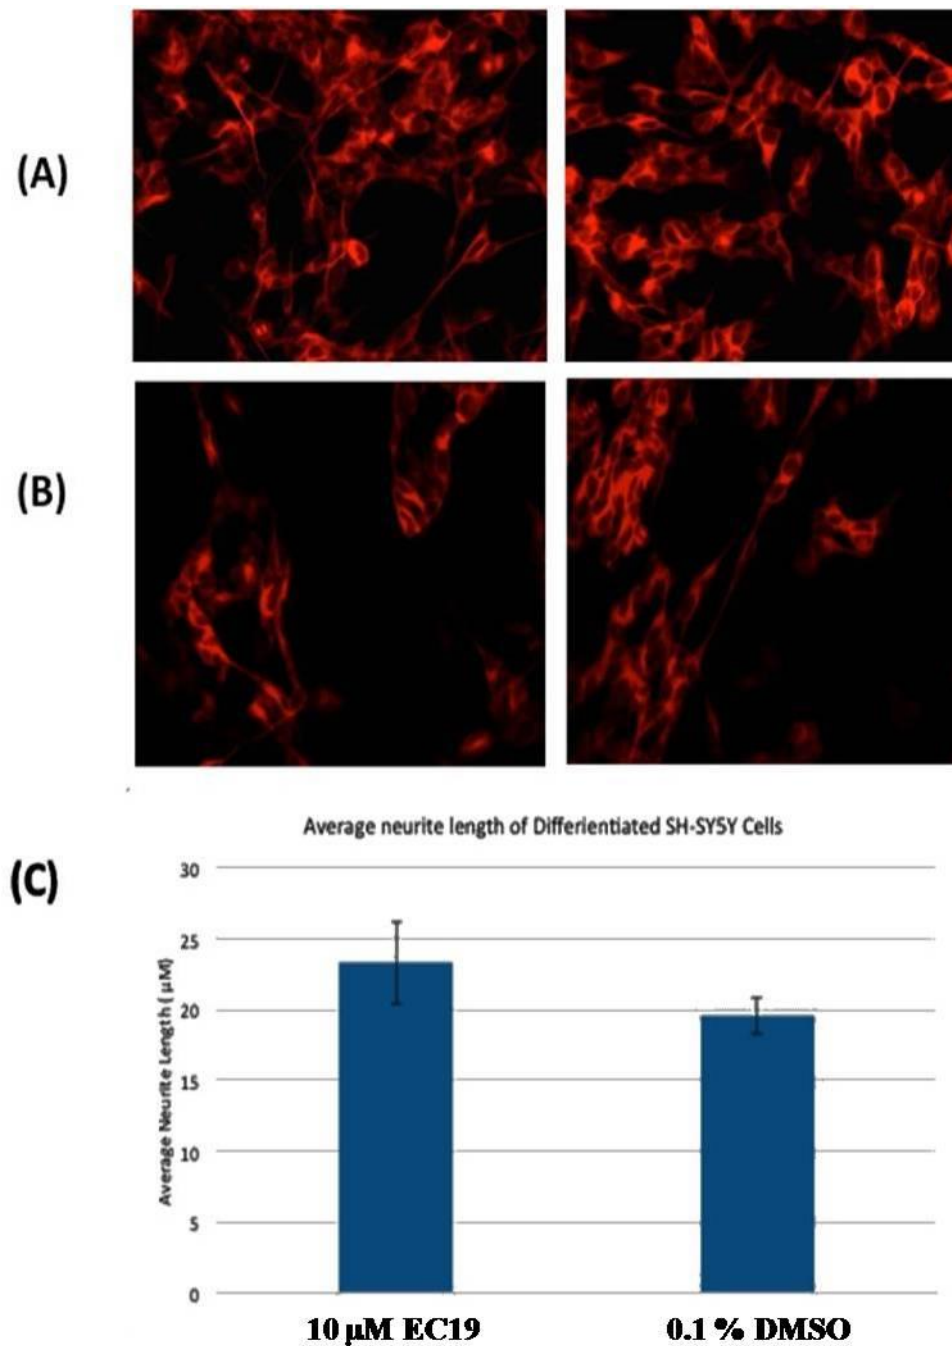 (A)
(B)
Average neurite length of Differientiated SH-SY5Y Cells
(C)
Average Neurite Length ( µM)
30
25
20
15
10
5
0
10 µM EC19
0.1 % DMSO